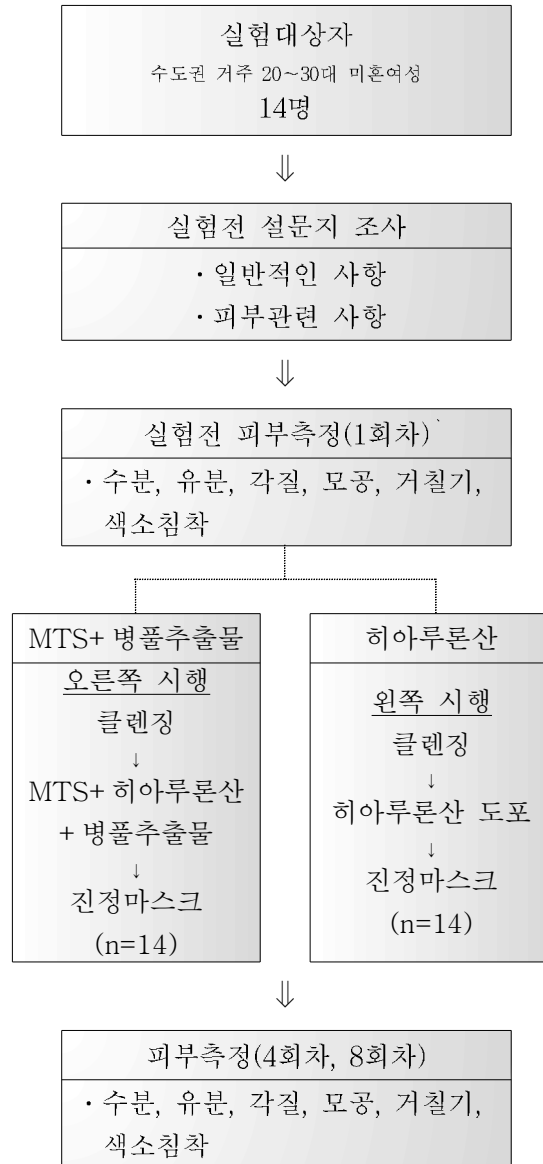 실험대상자
수도권 거주 20~30대 미혼여성
14명
⇓
실험전 설문지 조사
· 일반적인 사항
· 피부관련 사항
⇓
실험전 피부측정(1회차)`
· 수분, 유분, 각질, 모공, 거칠기,
색소침착
MTS+ 병풀추출물
오른쪽 시행
클렌징
↓
MTS+ 히아루론산
+ 병풀추출물
↓
진정마스크
(n=14)
히아루론산
왼쪽 시행
클렌징
↓
히아루론산 도포
↓
진정마스크
(n=14)
⇓
피부측정(4회차, 8회차)
· 수분, 유분, 각질, 모공, 거칠기,
색소침착